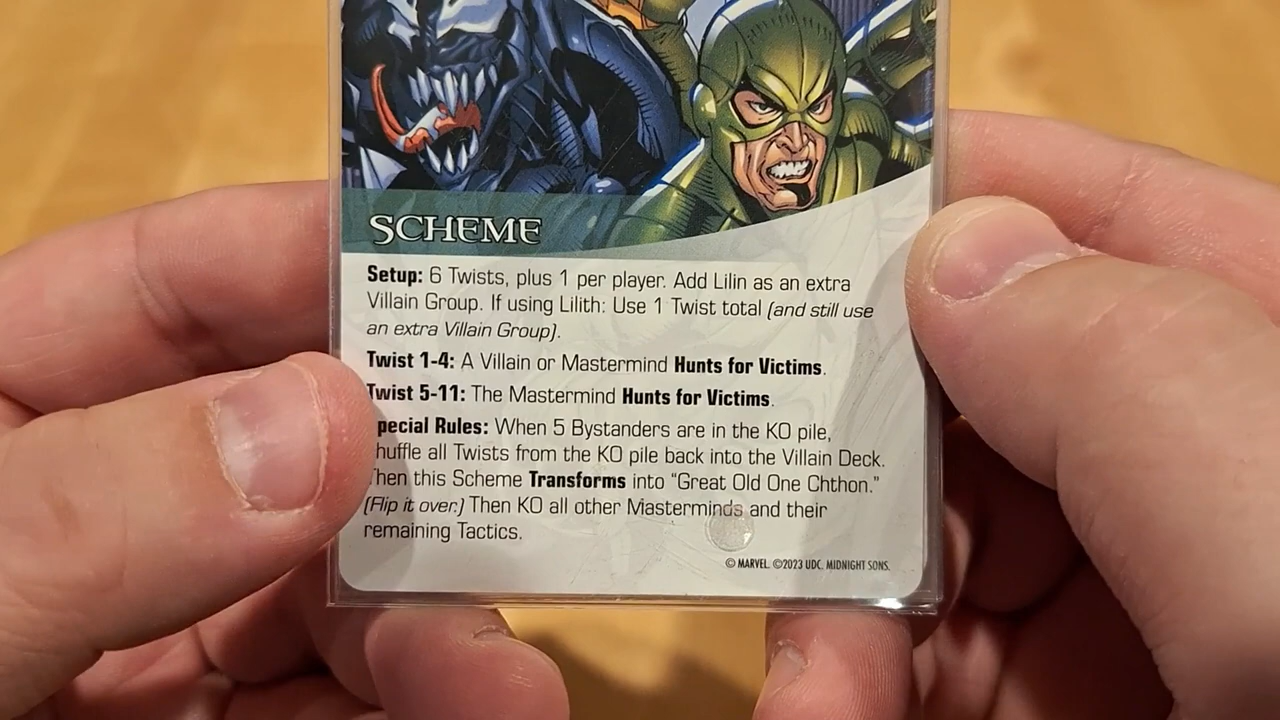 SCHEME
Setup: 6 Twists, plus 1 per player. Add Lilin as an extra
Villain Group. If using Lilith: Use 1 Twist total (and still use
an extra Villain Group).
Twist 1-4: A Villain or Mastermind Hunts for Victims.
Twist 5-11: The Mastermind Hunts for Victims.
pecial Rules: When 5 Bystanders are in the KO pile,
huffle all Twists from the KO pile back into the Villain Deck.
hen this Scheme Transforms into “Great Old One Chthon.”
(Flip it over.) Then KO all other Masterminds and their
remaining Tactics.
© MARVEL. ©2023 UDC. MIDNIGHT SONS.